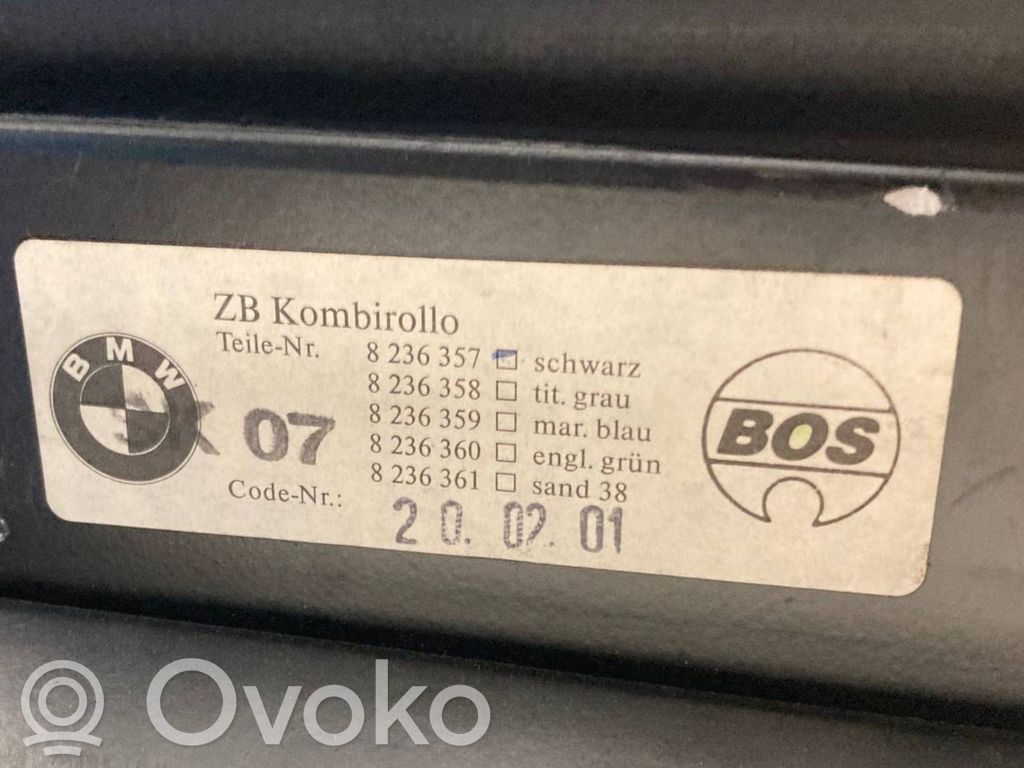 ZB Kombirollo
Teile-Nr. 8 236 357 schwarz
8 236 358 tit. grau
8 236 359 mar. blau
8 236 360 engl. grün
8 236 361 sand 38
BMW
07
Code-Nr.: 20.02.01
BOS
Ovoko